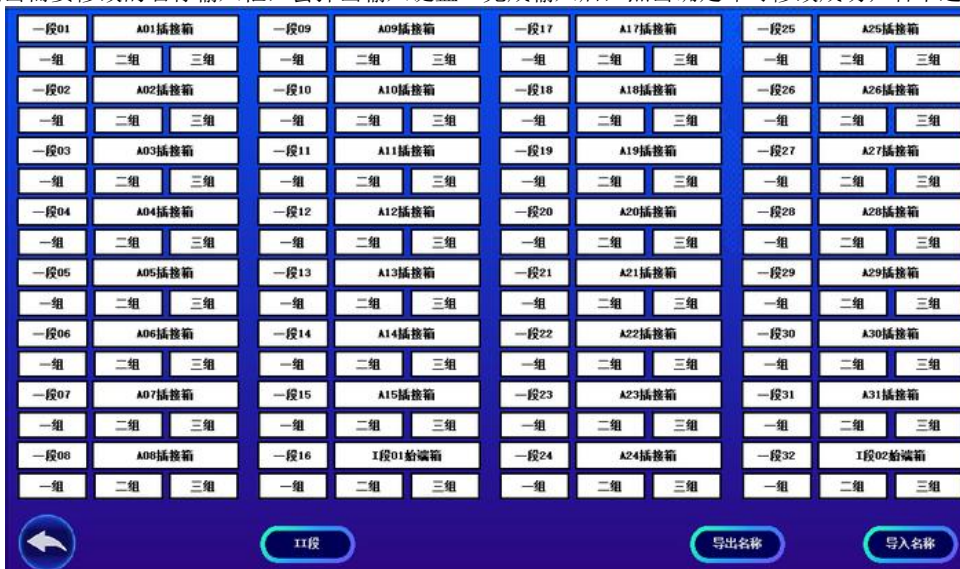 一段01 A01插接箱 一段09 A09插接箱 一段17 A17插接箱 一段25 A25插接箱
一组 二组 三组 一组 二组 三组 一组 二组 三组 一组 二组 三组
一段02 A02插接箱 一段10 A10插接箱 一段18 A18插接箱 一段26 A26插接箱
一组 二组 三组 一组 二组 三组 一组 二组 三组 一组 二组 三组
一段03 A03插接箱 一段11 A11插接箱 一段19 A19插接箱 一段27 A27插接箱
一组 二组 三组 一组 二组 三组 一组 二组 三组 一组 二组 三组
一段04 A04插接箱 一段12 A12插接箱 一段20 A20插接箱 一段28 A28插接箱
一组 二组 三组 一组 二组 三组 一组 二组 三组 一组 二组 三组
一段05 A05插接箱 一段13 A13插接箱 一段21 A21插接箱 一段29 A29插接箱
一组 二组 三组 一组 二组 三组 一组 二组 三组 一组 二组 三组
一段06 A06插接箱 一段14 A14插接箱 一段22 A22插接箱 一段30 A30插接箱
一组 二组 三组 一组 二组 三组 一组 二组 三组 一组 二组 三组
一段07 A07插接箱 一段15 A15插接箱 一段23 A23插接箱 一段31 A31插接箱
一组 二组 三组 一组 二组 三组 一组 二组 三组 一组 二组 三组
一段08 A08插接箱 一段16 I段01始端箱 一段24 A24插接箱 一段32 I段02始端箱
一组 二组 三组 一组 二组 三组 一组 二组 三组 一组 二组 三组
II段 导出名称 导入名称